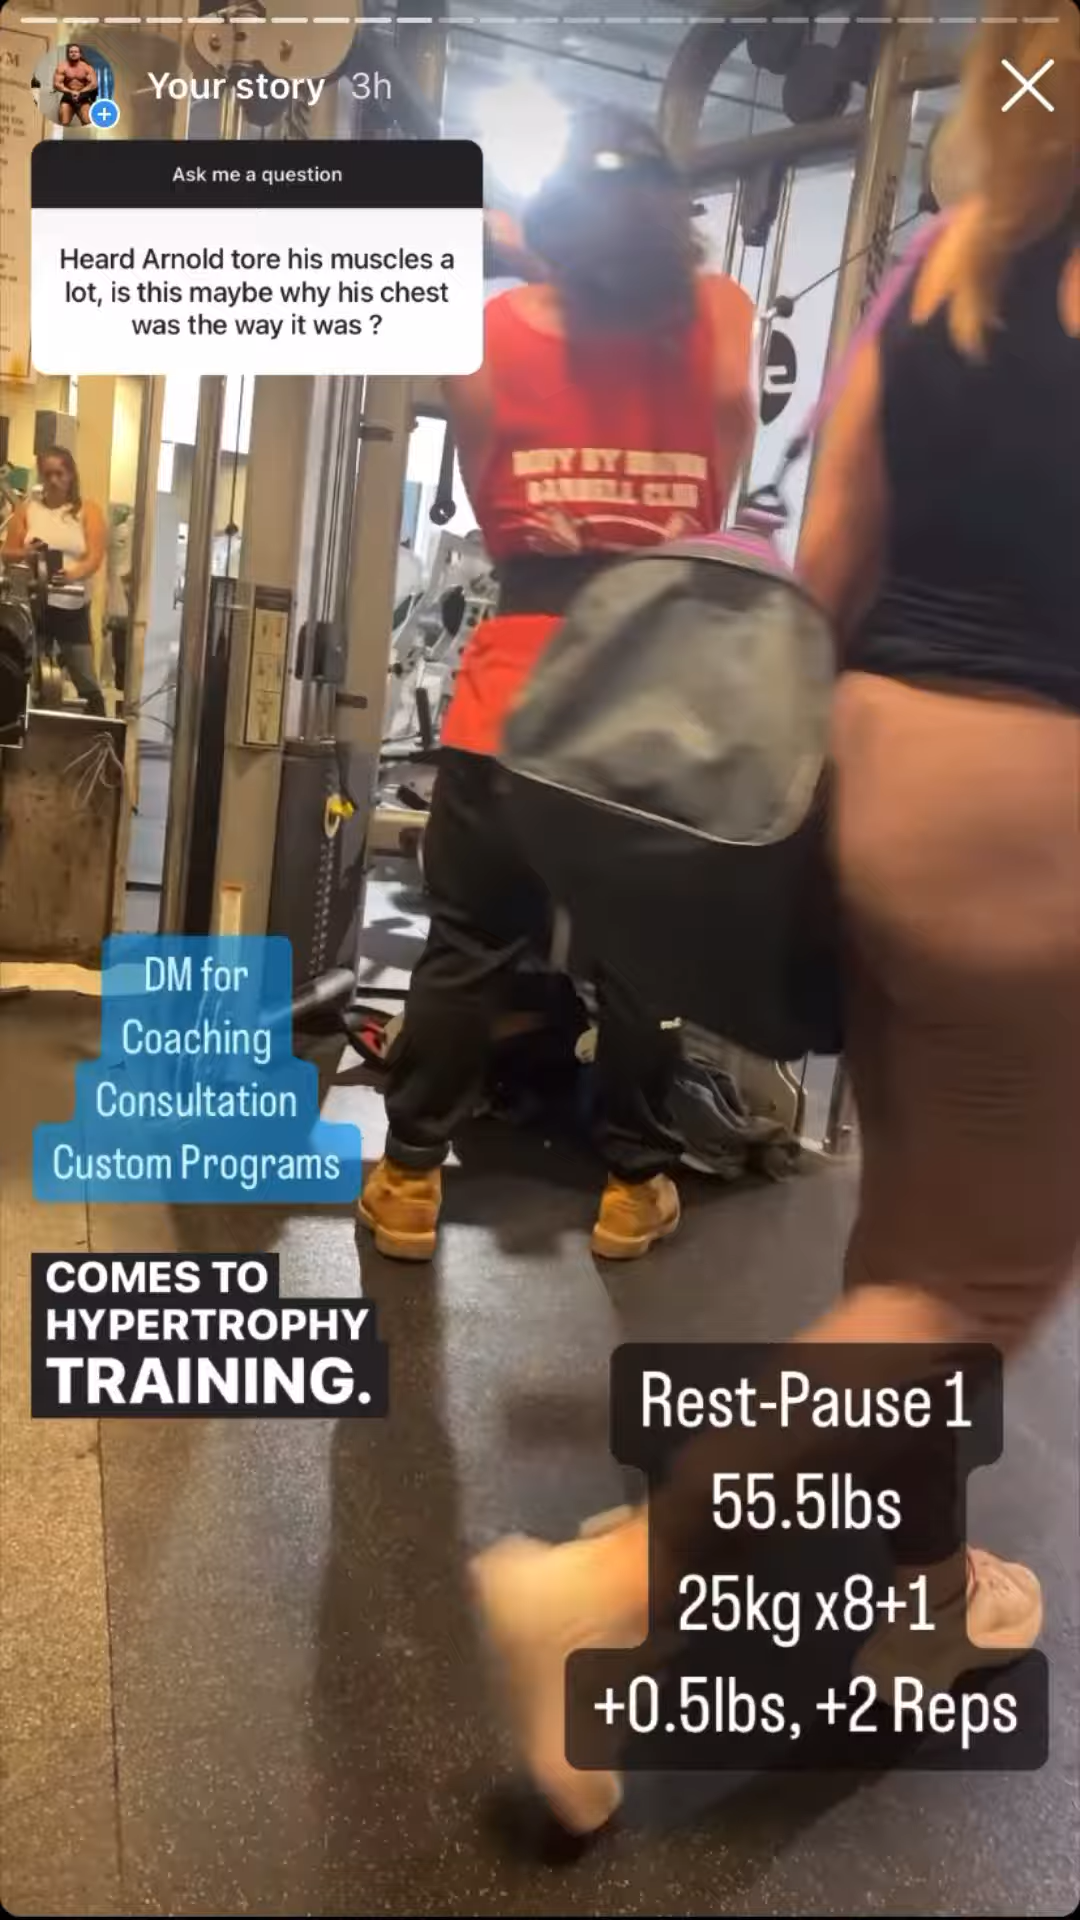 Your story 3h
Ask me a question
Heard Arnold tore his muscles a
lot, is this maybe why his chest
was the way it was ?
BARBELL CLUB
DM for
Coaching
Consultation
Custom Programs
COMES TO
HYPERTROPHY
TRAINING.
Rest-Pause 1
55.5lbs
25kg x8+1
+0.5lbs, +2 Reps